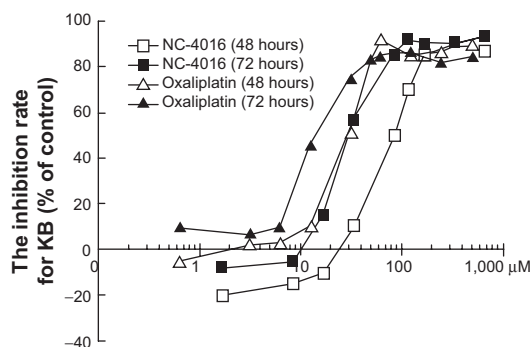 100
80
60
40
20
0
−20
−40
The inhibition rate
for KB (% of control)
NC-4016 (48 hours)
NC-4016 (72 hours)
Oxaliplatin (48 hours)
Oxaliplatin (72 hours)
0 1 10 100 1,000 μM